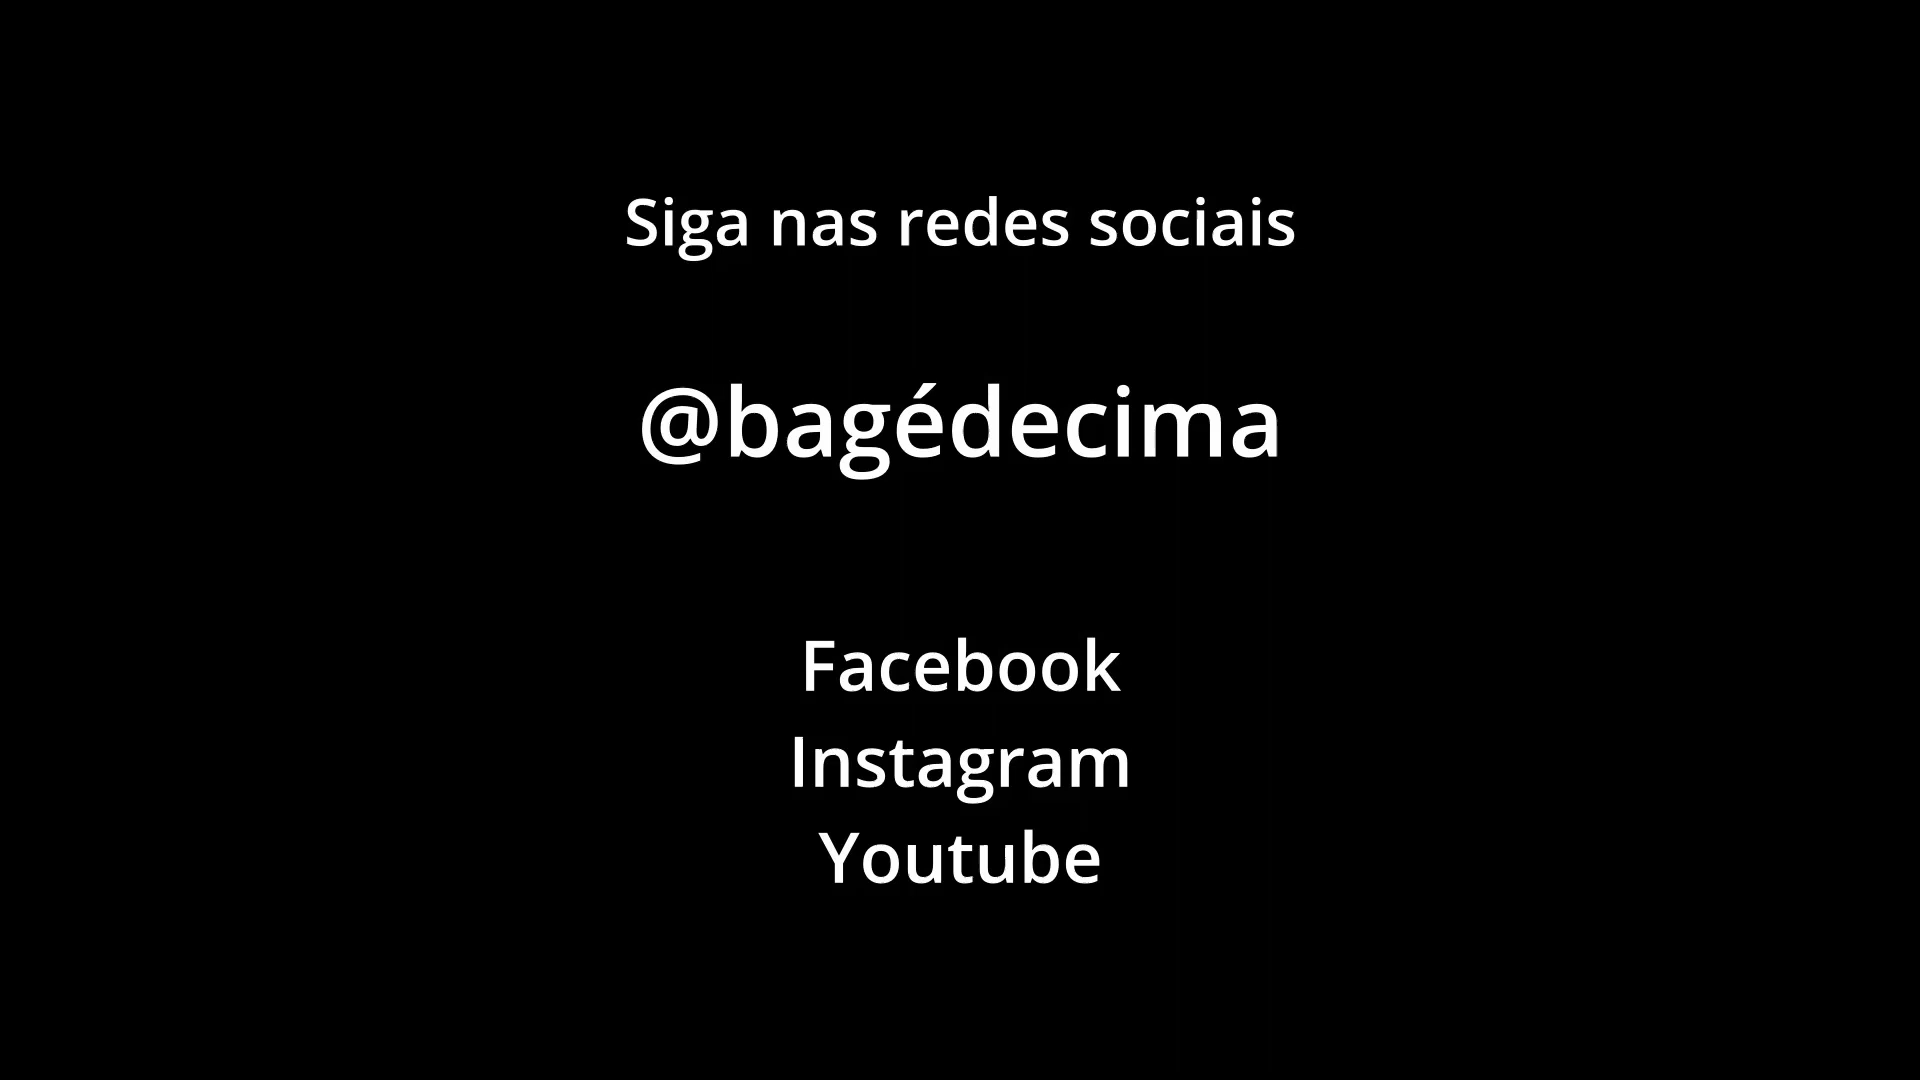 Siga nas redes sociais
@bagédecima
Facebook
Instagram
Youtube